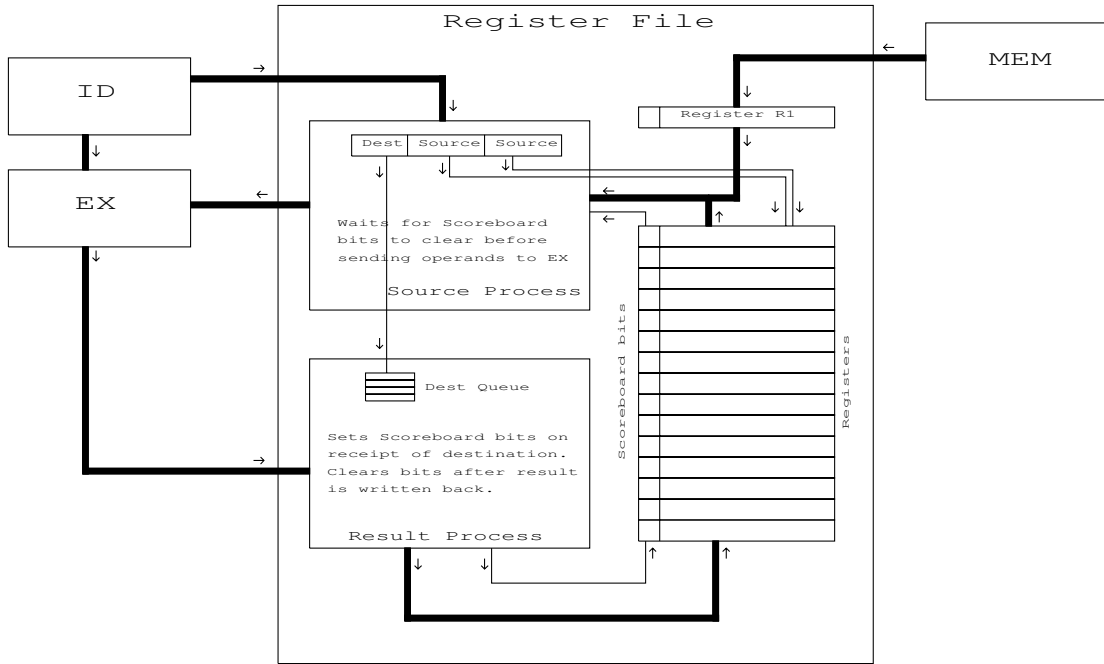 Register File
ID
MEM
Register R1
Dest Source Source
EX
Waits for Scoreboard
bits to clear before
sending operands to EX
Source Process
Scoreboard bits
Registers
Dest Queue
Sets Scoreboard bits on
receipt of destination.
Clears bits after result
is written back.
Result Process